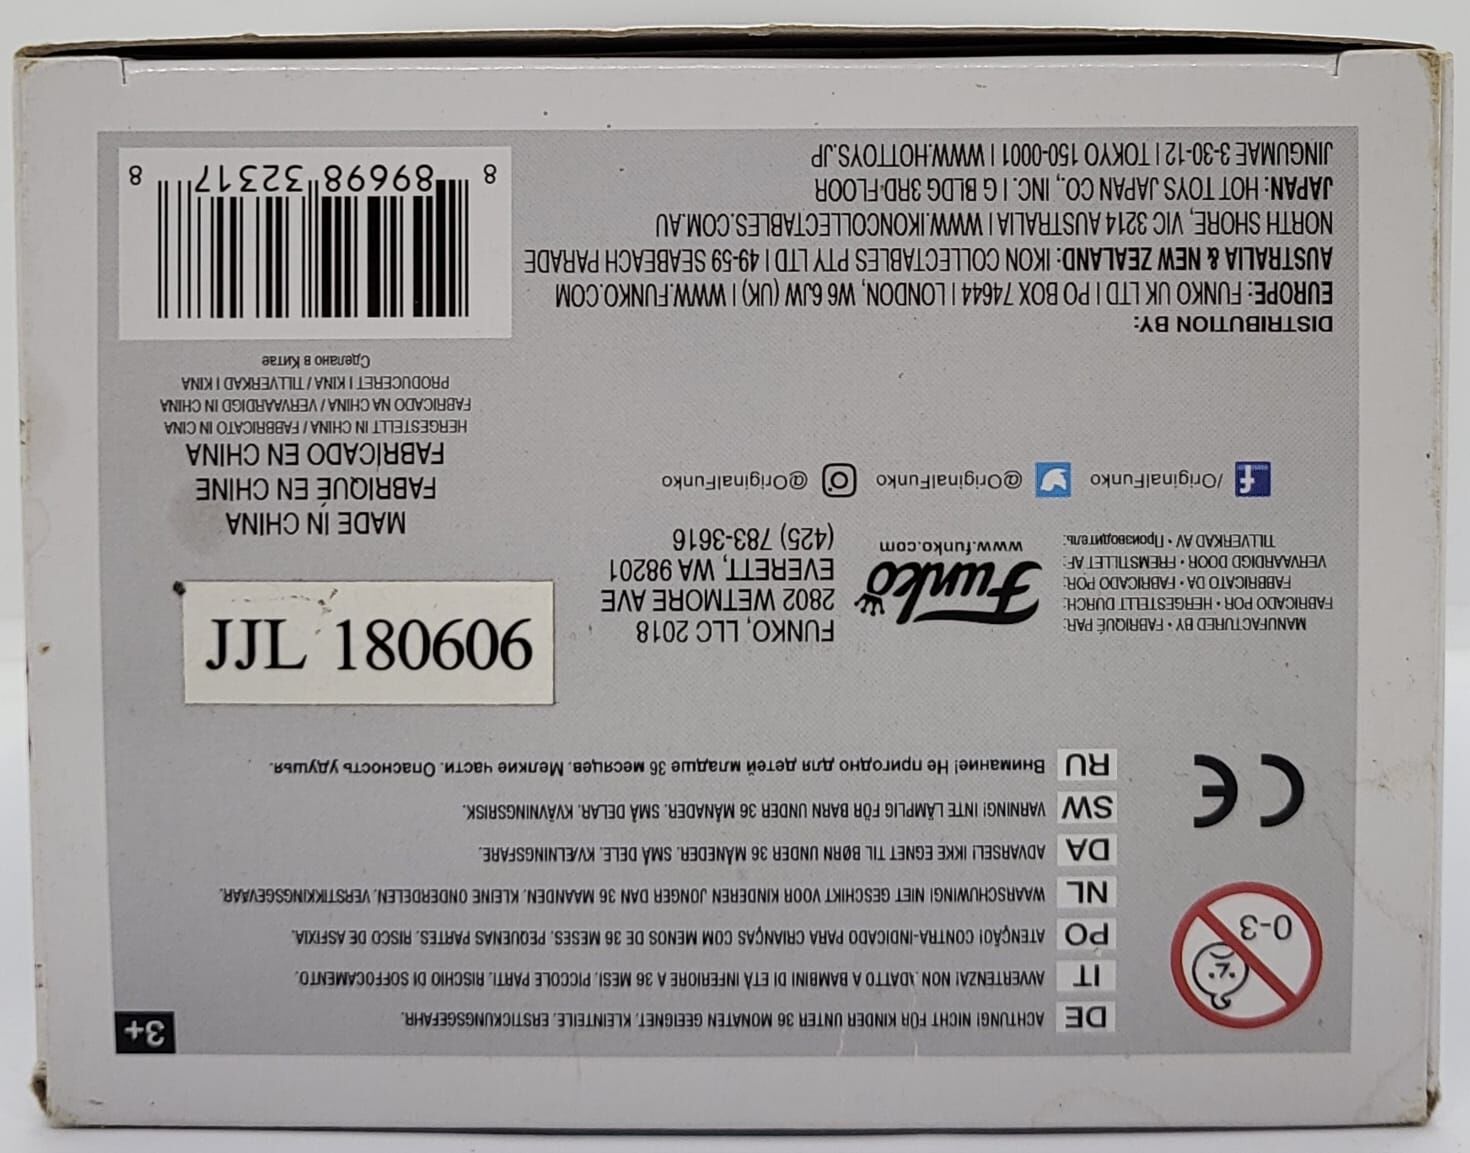 3+
DE ACHTUNG! NICHT FÜR KINDER UNTER 36 MONATEN GEEIGNET. KLEINTEILE. ERSTICKUNGSGEFAHR.
IT AVVERTENZA! NON ADATTO A BAMBINI DI ETÀ INFERIORE A 36 MESI. PICCOLE PARTI. RISCHIO DI SOFFOCAMENTO.
PO ATENÇÃO! CONTRA-INDICADO PARA CRIANÇAS COM MENOS DE 36 MESES. PEQUENAS PARTES. RISCO DE ASFIXIA.
NL WAARSCHUWING! NIET GESCHIKT VOOR KINDEREN JONGER DAN 36 MAANDEN. KLEINE ONDERDELEN. VERSTIKKINGSGEVAAR.
DA ADVARSEL! IKKE EGNET TIL BØRN UNDER 36 MÅNEDER. SMÅ DELE. KVÆLNINGSFARE.
SW VARNING! INTE LÄMPLIG FÖR BARN UNDER 36 MÅNADER. SMÅ DELAR. KVÄVNINGSRISK.
RU Внимание! Не пригодно для детей младше 36 месяцев. Мелкие части. Опасность удушья.
0-3
CE
MANUFACTURED BY • FABRIQUÉ PAR:
FABRICADO POR • HERGESTELLT DURCH:
FABBRICATO DA • FABRICADO POR:
VERVAARDIGD DOOR • FREMSTILLET AF:
TILLVERKAD AV • Производитель:
Funko
www.funko.com
FUNKO, LLC 2018
2802 WETMORE AVE
EVERETT, WA 98201
(425) 783-3616
JJL 180606
/OriginalFunko @OriginalFunko @OriginalFunko
MADE IN CHINA
FABRIQUÉ EN CHINE
FABRICADO EN CHINA
HERGESTELLT IN CHINA / FABBRICATO IN CINA
FABRICADO NA CHINA / VERVAARDIGD IN CHINA
PRODUCERET I KINA / TILLVERKAD I KINA
Сделано в Китае
DISTRIBUTION BY:
EUROPE: FUNKO UK LTD | PO BOX 74644 | LONDON, W6 6JW (UK) | WWW.FUNKO.COM
AUSTRALIA & NEW ZEALAND: IKON COLLECTABLES PTY LTD | 49-59 SEABEACH PARADE
NORTH SHORE, VIC 3214 AUSTRALIA | WWW.IKONCOLLECTABLES.COM.AU
JAPAN: HOT TOYS JAPAN CO., INC. | G BLDG 3RD-FLOOR
JINGUMAE 3-30-12 | TOKYO 150-0001 | WWW.HOTTOYS.JP
8 89698 32317 8